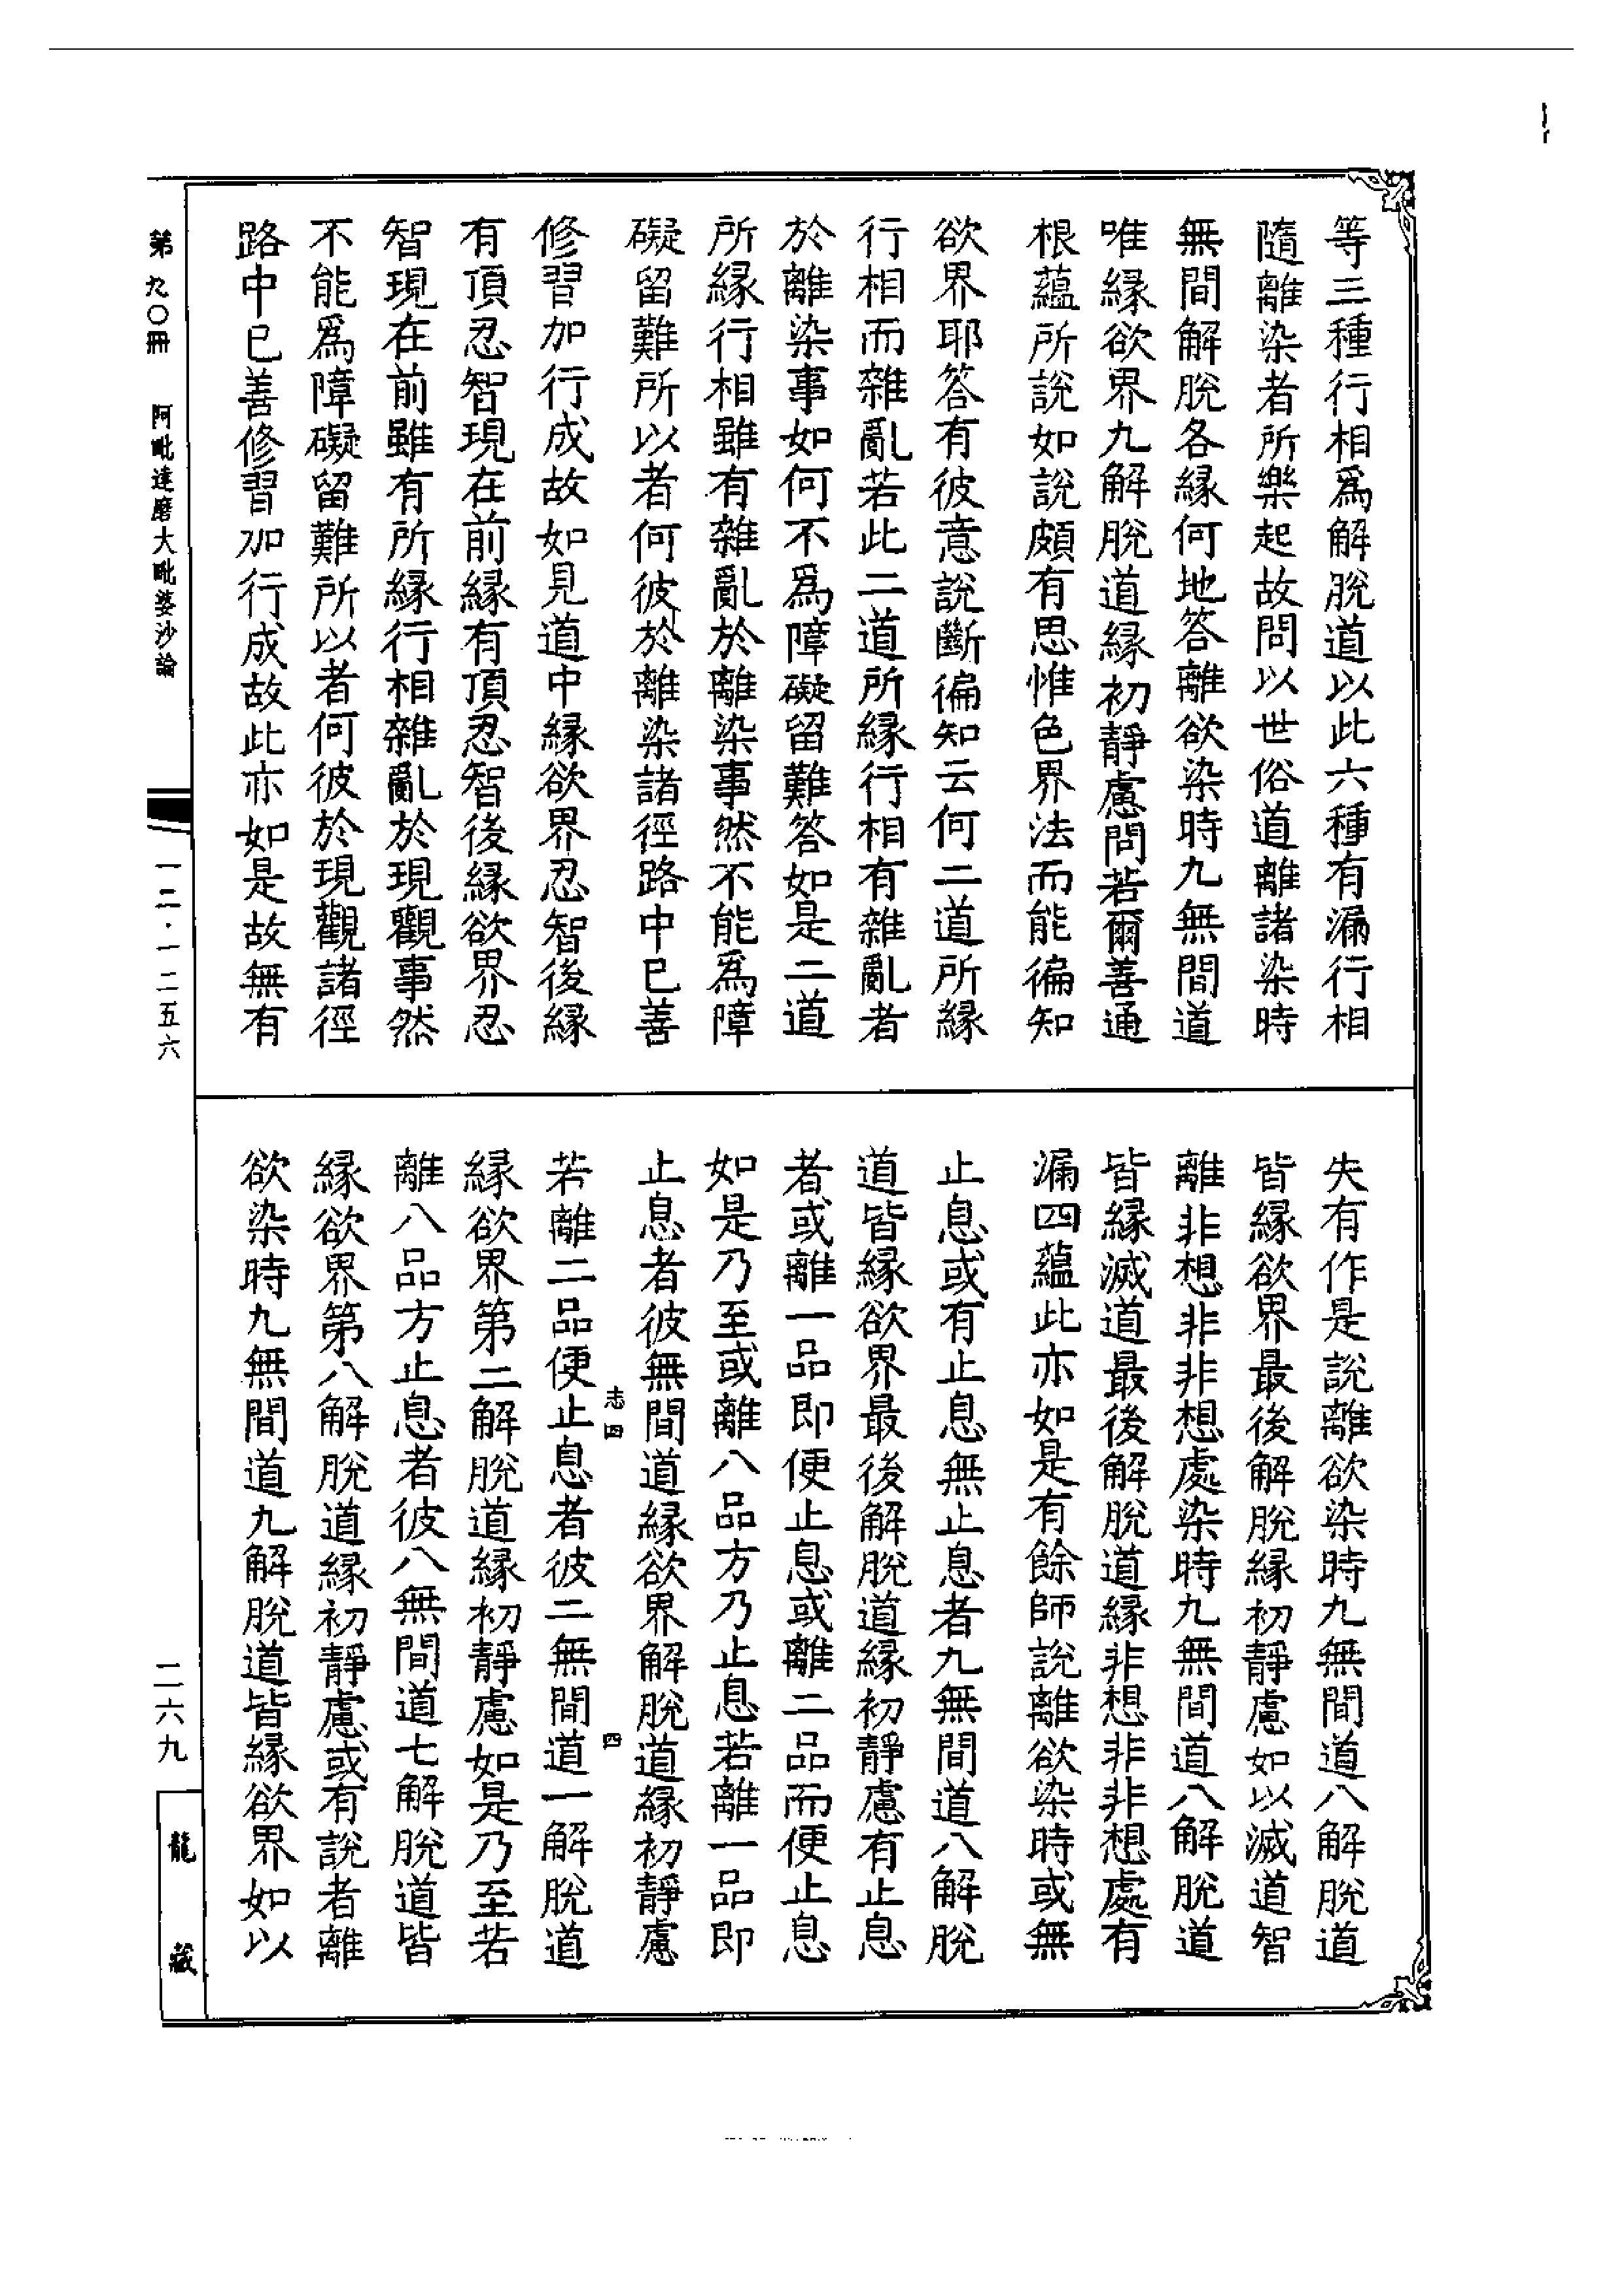 等三種行相爲解脫道以此六種有漏行相
隨離染者所樂起故問以世俗道離諸染時
無間解脫各緣何地答離欲染時九無間道
唯緣欲界九解脫道緣初靜慮問若爾善通
根蘊所說如說頗有思惟色界法而能徧知
欲界耶答有彼意說斷徧知云何二道所緣
行相而雜亂若此二道所緣行相有雜亂者
於離染事如何不爲障礙留難答如是二道
所緣行相雖有雜亂於離染事然不能爲障
礙留難所以者何彼於離染諸徑路中已善
修習加行成故如見道中緣欲界忍智後緣
有頂忍智現在前緣有頂忍智後緣欲界忍
智現在前雖有所緣行相雜亂於現觀事然
不能爲障礙留難所以者何彼於現觀諸徑
路中已善修習加行成故此亦如是故無有
失有作是說離欲染時九無間道八解脫道
皆緣欲界最後解脫緣初靜慮如以滅道智
離非想非非想處染時九無間道八解脫道
皆緣滅道最後解脫道緣非想非非想處有
漏四蘊此亦如是有餘師說離欲染時或無
止息或有止息無止息者九無間道八解脫
道皆緣欲界最後解脫道緣初靜慮有止息
者或離一品即便止息或離二品而便止息
如是乃至或離八品方乃止息若離一品即
止息者彼無間道緣欲界解脫道緣初靜慮
志四
四
若離二品便止息者彼二無間道一解脫道
緣欲界第二解脫道緣初靜慮如是乃至若
離八品方止息者彼八無間道七解脫道皆
緣欲界第八解脫道緣初靜慮或有說者離
欲染時九無間道九解脫道皆緣欲界如以
第九〇冊
阿毗達磨大毗婆沙論
一二·一二五六
二六九
龍藏